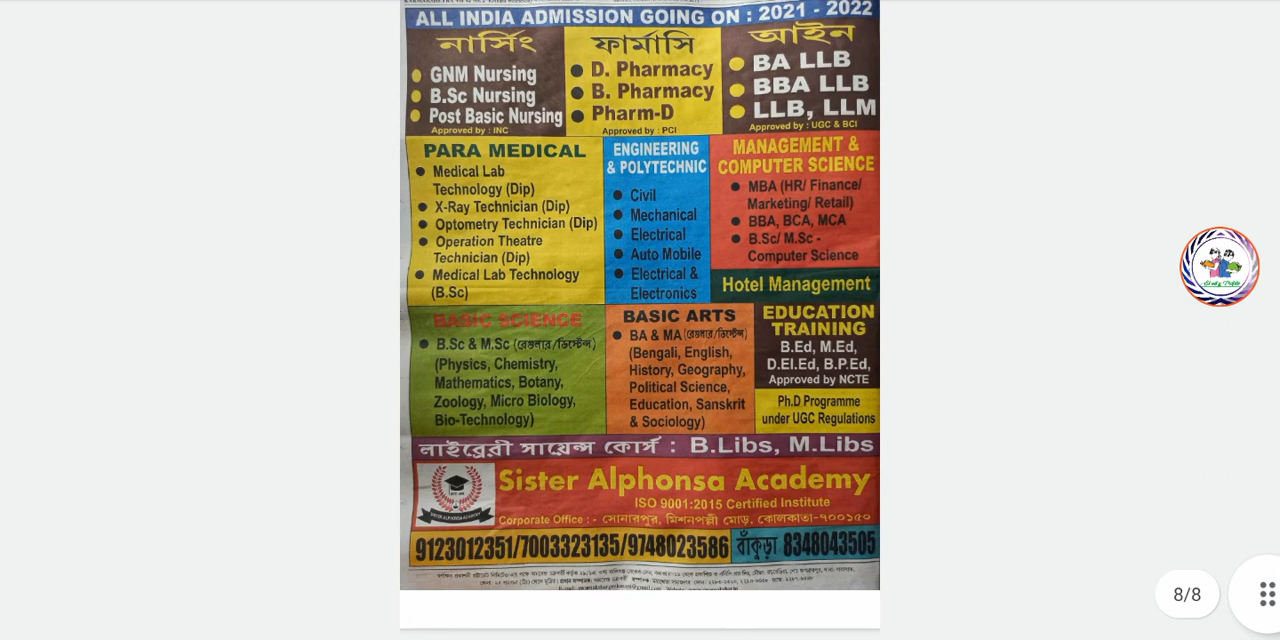 ALL INDIA ADMISSION GOING ON : 2021 - 2022
নার্সিং
GNM Nursing
B.Sc Nursing
Post Basic Nursing
Approved by : INC
ফার্মাসি
D. Pharmacy
B. Pharmacy
Pharm-D
Approved by : PCI
আইন
BA LLB
BBA LLB
LLB, LLM
Approved by : UGC & BCI
PARA MEDICAL
Medical Lab
Technology (Dip)
X-Ray Technician (Dip)
Optometry Technician (Dip)
Operation Theatre
Technician (Dip)
Medical Lab Technology
(B.Sc)
ENGINEERING
& POLYTECHNIC
Civil
Mechanical
Electrical
Auto Mobile
Electrical &
Electronics
MANAGEMENT &
COMPUTER SCIENCE
MBA (HR/ Finance/
Marketing/ Retail)
BBA, BCA, MCA
B.Sc/ M.Sc -
Computer Science
Hotel Management
BASIC SCIENCE
B.Sc & M.Sc (রেগুলার/ডিস্টেন্স)
(Physics, Chemistry,
Mathematics, Botany,
Zoology, Micro Biology,
Bio-Technology)
BASIC ARTS
BA & MA (রেগুলার/ডিস্টেন্স)
(Bengali, English,
History, Geography,
Political Science,
Education, Sanskrit
& Sociology)
EDUCATION
TRAINING
B.Ed, M.Ed,
D.El.Ed, B.P.Ed,
Approved by NCTE
Ph.D Programme
under UGC Regulations
লাইব্রেরী সায়েন্স কোর্স : B.Libs, M.Libs
SISTER ALPHONSA ACADEMY
Sister Alphonsa Academy
ISO 9001:2015 Certified Institute
Corporate Office :- সোনারপুর, মিশনপল্লী মোড়, কোলকাতা-৭০০১৫০
9123012351/7003323135/9748023586
বাঁকুড়া 8348043505
8/8